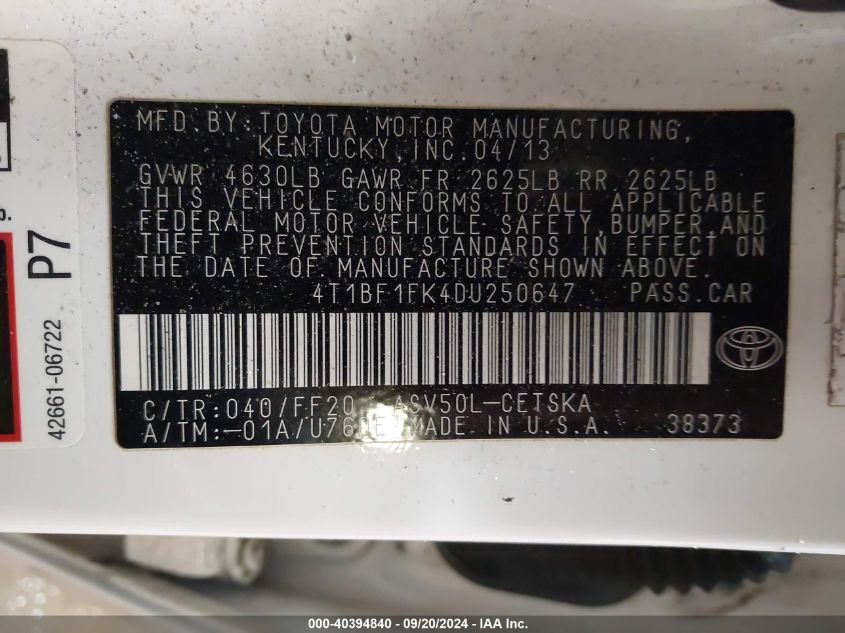 MFD.BY:TOYOTA MOTOR MANUFACTURING,
KENTUCKY,INC.04/13
GVWR 4630LB GAWR FR 2625LB RR 2625LB
THIS VEHICLE CONFORMS TO ALL APPLICABLE
FEDERAL MOTOR VEHICLE SAFETY,BUMPER,AND
THEFT PREVENTION STANDARDS IN EFFECT ON
THE DATE OF MANUFACTURE SHOWN ABOVE.
4T1BF1FK4DU250647 PASS.CAR
C/TR:040/FF20 ASV50L-CETSKA
A/TM:-01A/U760E MADE IN U.S.A. 38373
P7
42661-06722
000-40394840 - 09/20/2024 - IAA Inc.